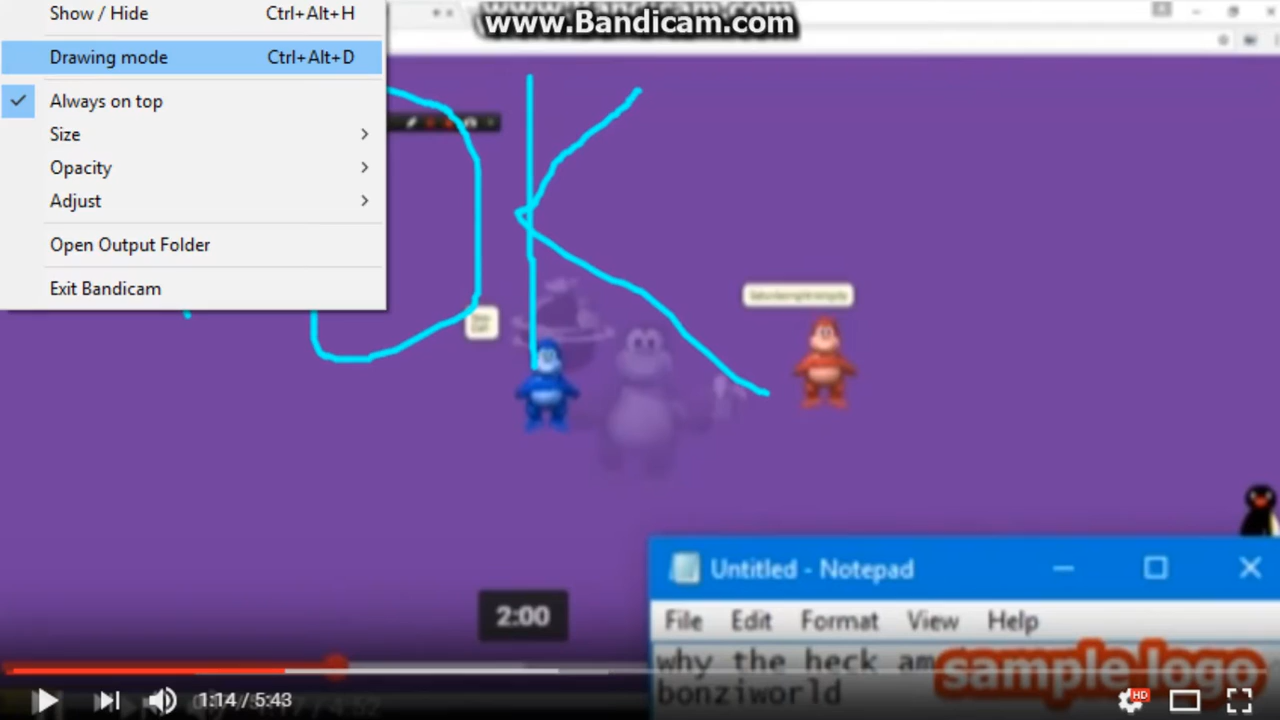 www.Bandicam.com
Show / Hide Ctrl+Alt+H
Drawing mode Ctrl+Alt+D
Always on top
Size
Opacity
Adjust
Open Output Folder
Exit Bandicam
K
2:00
Untitled - Notepad
File Edit Format View Help
why the heck am
bonziworld
sample logo
1:14 / 5:43
HD